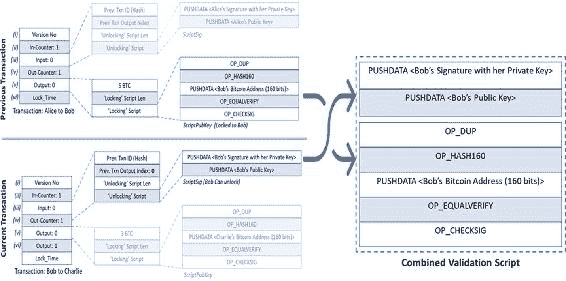 Previous Transaction
(i) Version No
(ii) In-Counter: 1
(iii) Input: 0
(iv) Out-Counter: 1
(v) Output: 0
(vi) Lock_Time
Transaction: Alice to Bob
Prev. Txn ID (Hash)
Prev Txn Output Index
'Unlocking' Script Len
'Unlocking' Script
PUSHDATA <Alice's Signature with her Private Key>
PUSHDATA <Alice's Public Key>
ScriptSig
5 BTC
'Locking' Script Len
'Locking' Script
OP_DUP
OP_HASH160
PUSHDATA <Bob's Bitcoin Address (160 bits)>
OP_EQUALVERIFY
OP_CHECKSIG
ScriptPubKey (Locked to Bob)
Current Transaction
(i) Version No
(ii) In-Counter: 1
(iii) Input: 0
(iv) Out-Counter: 1
(v) Output: 0
(vi) Output: 1
Lock_Time
Transaction: Bob to Charlie
Prev. Txn ID (Hash)
Prev. Txn Output Index: 0
'Unlocking' Script Len
'Unlocking' Script
PUSHDATA <Bob's Signature with her Private Key>
PUSHDATA <Bob's Public Key>
ScriptSig (Bob Can Unlock)
3 BTC
'Locking' Script Len
'Locking' Script
OP_DUP
OP_HASH160
PUSHDATA <Charlie's Bitcoin Address (160 bits)>
OP_EQUALVERIFY
OP_CHECKSIG
ScriptPubKey
PUSHDATA <Bob's Signature with her Private Key>
PUSHDATA <Bob's Public Key>
OP_DUP
OP_HASH160
PUSHDATA <Bob's Bitcoin Address (160 bits)>
OP_EQUALVERIFY
OP_CHECKSIG
Combined Validation Script